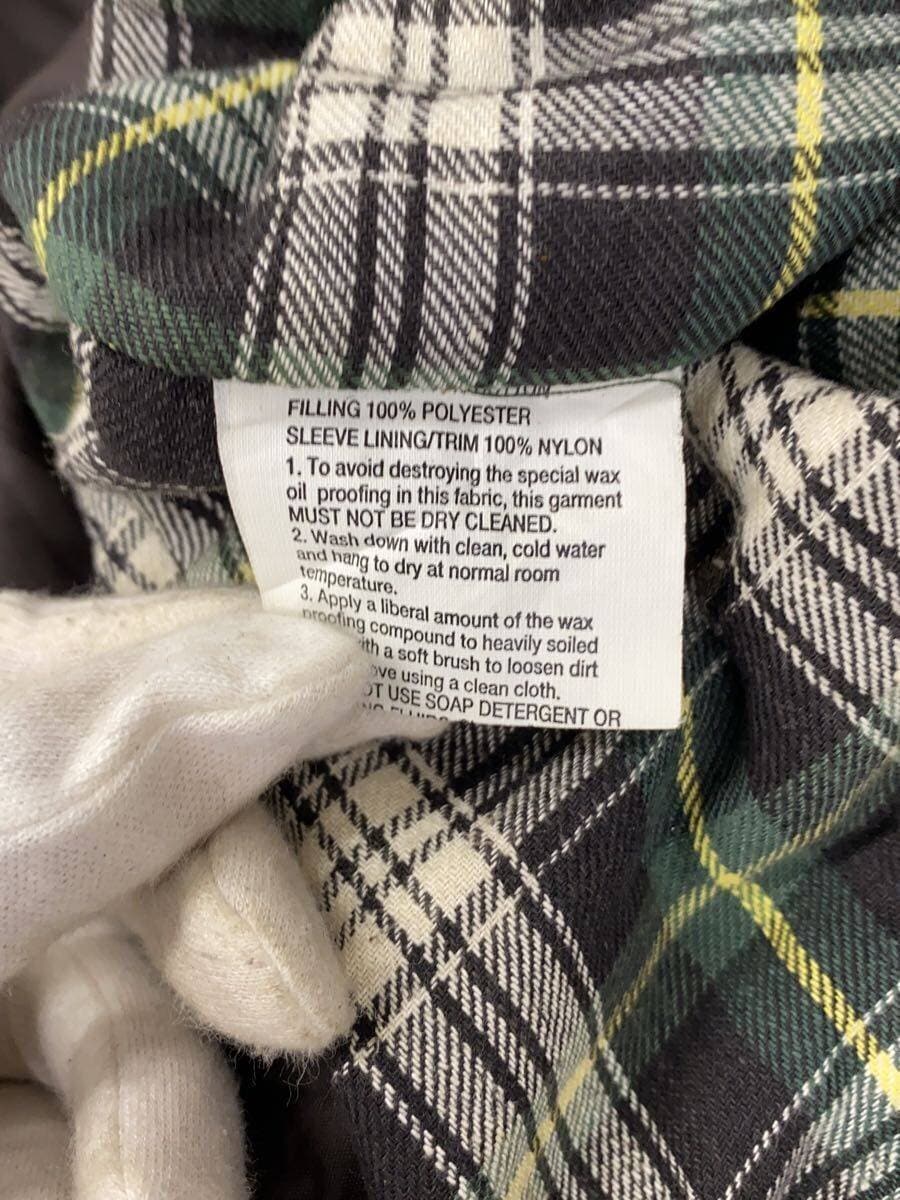 FILLING 100% POLYESTER
SLEEVE LINING/TRIM 100% NYLON
1. To avoid destroying the special wax
oil proofing in this fabric, this garment
MUST NOT BE DRY CLEANED.
2. Wash down with clean, cold water
and hang to dry at normal room
temperature.
3. Apply a liberal amount of the wax
proofing compound to heavily soiled
with a soft brush to loosen dirt
using a clean cloth.
USE SOAP DETERGENT OR